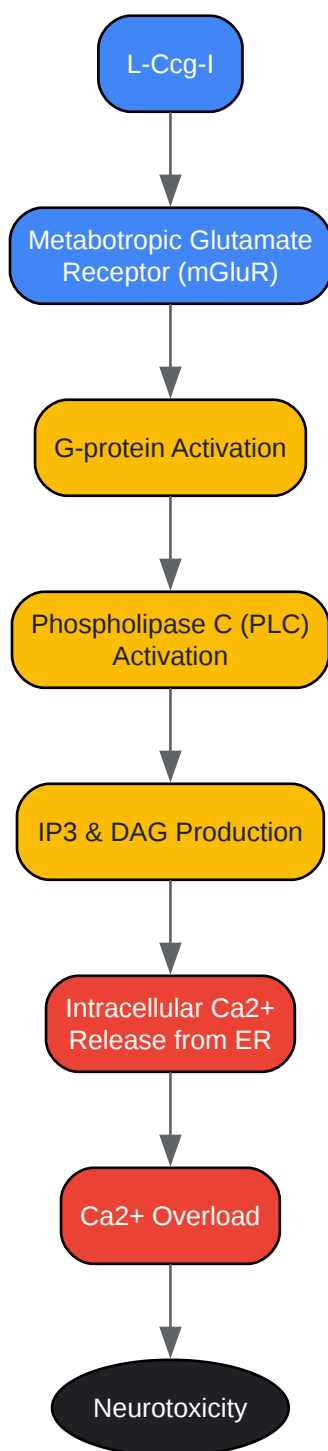 L-Ccg-I
Metabotropic Glutamate
Receptor (mGluR)
G-protein Activation
Phospholipase C (PLC)
Activation
IP3 & DAG Production
Intracellular Ca2+
Release from ER
Ca2+ Overload
Neurotoxicity